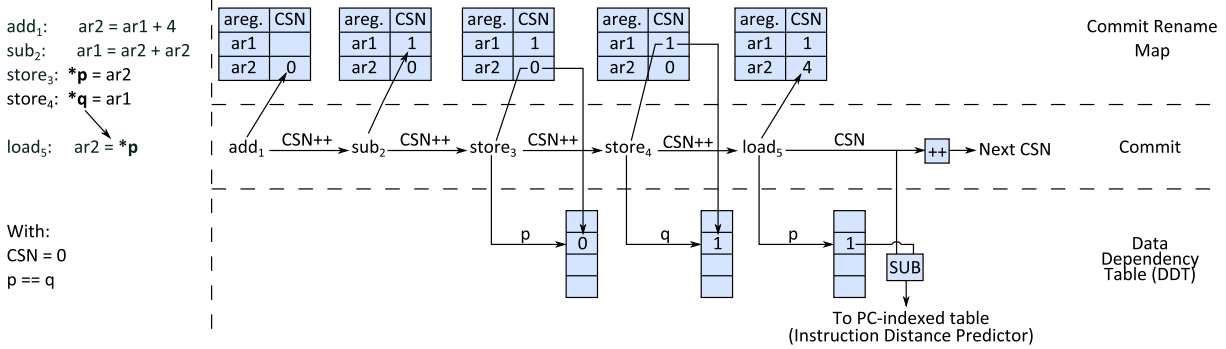 add1: ar2 = ar1 + 4
sub2: ar1 = ar2 + ar2
store3: *p = ar2
store4: *q = ar1
load5: ar2 = *p
With:
CSN = 0
p == q
areg. CSN
ar1
ar2 0
areg. CSN
ar1 1
ar2 0
areg. CSN
ar1 1
ar2 0
areg. CSN
ar1 1
ar2 0
areg. CSN
ar1 1
ar2 4
Commit Rename
Map
add1 CSN++ sub2 CSN++ store3 CSN++ store4 CSN++ load5 CSN ++ Next CSN
Commit
p 0
q 1
p 1
SUB
To PC-indexed table
(Instruction Distance Predictor)
Data
Dependency
Table (DDT)